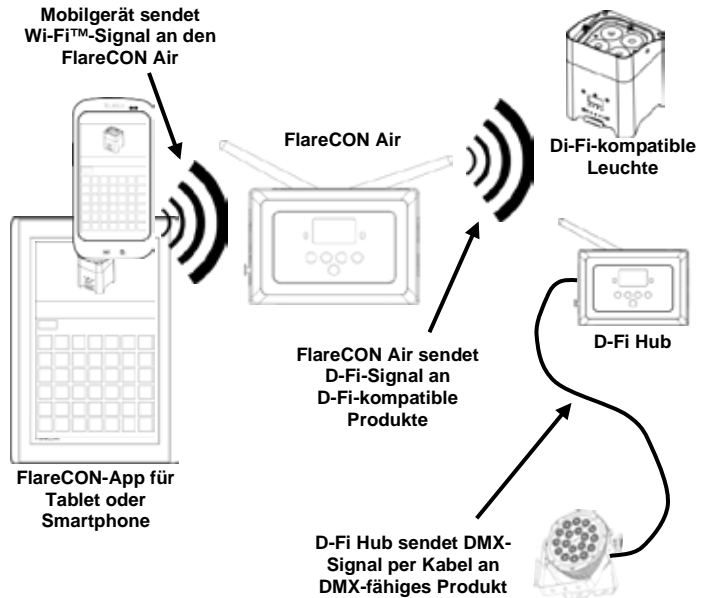 Mobilgerät sendet
Wi-Fi™-Signal an den
FlareCON Air
FlareCON Air
Di-Fi-kompatible
Leuchte
D-Fi Hub
FlareCON Air sendet
D-Fi-Signal an
D-Fi-kompatible
Produkte
FlareCON-App für
Tablet oder
Smartphone
D-Fi Hub sendet DMX-
Signal per Kabel an
DMX-fähiges Produkt